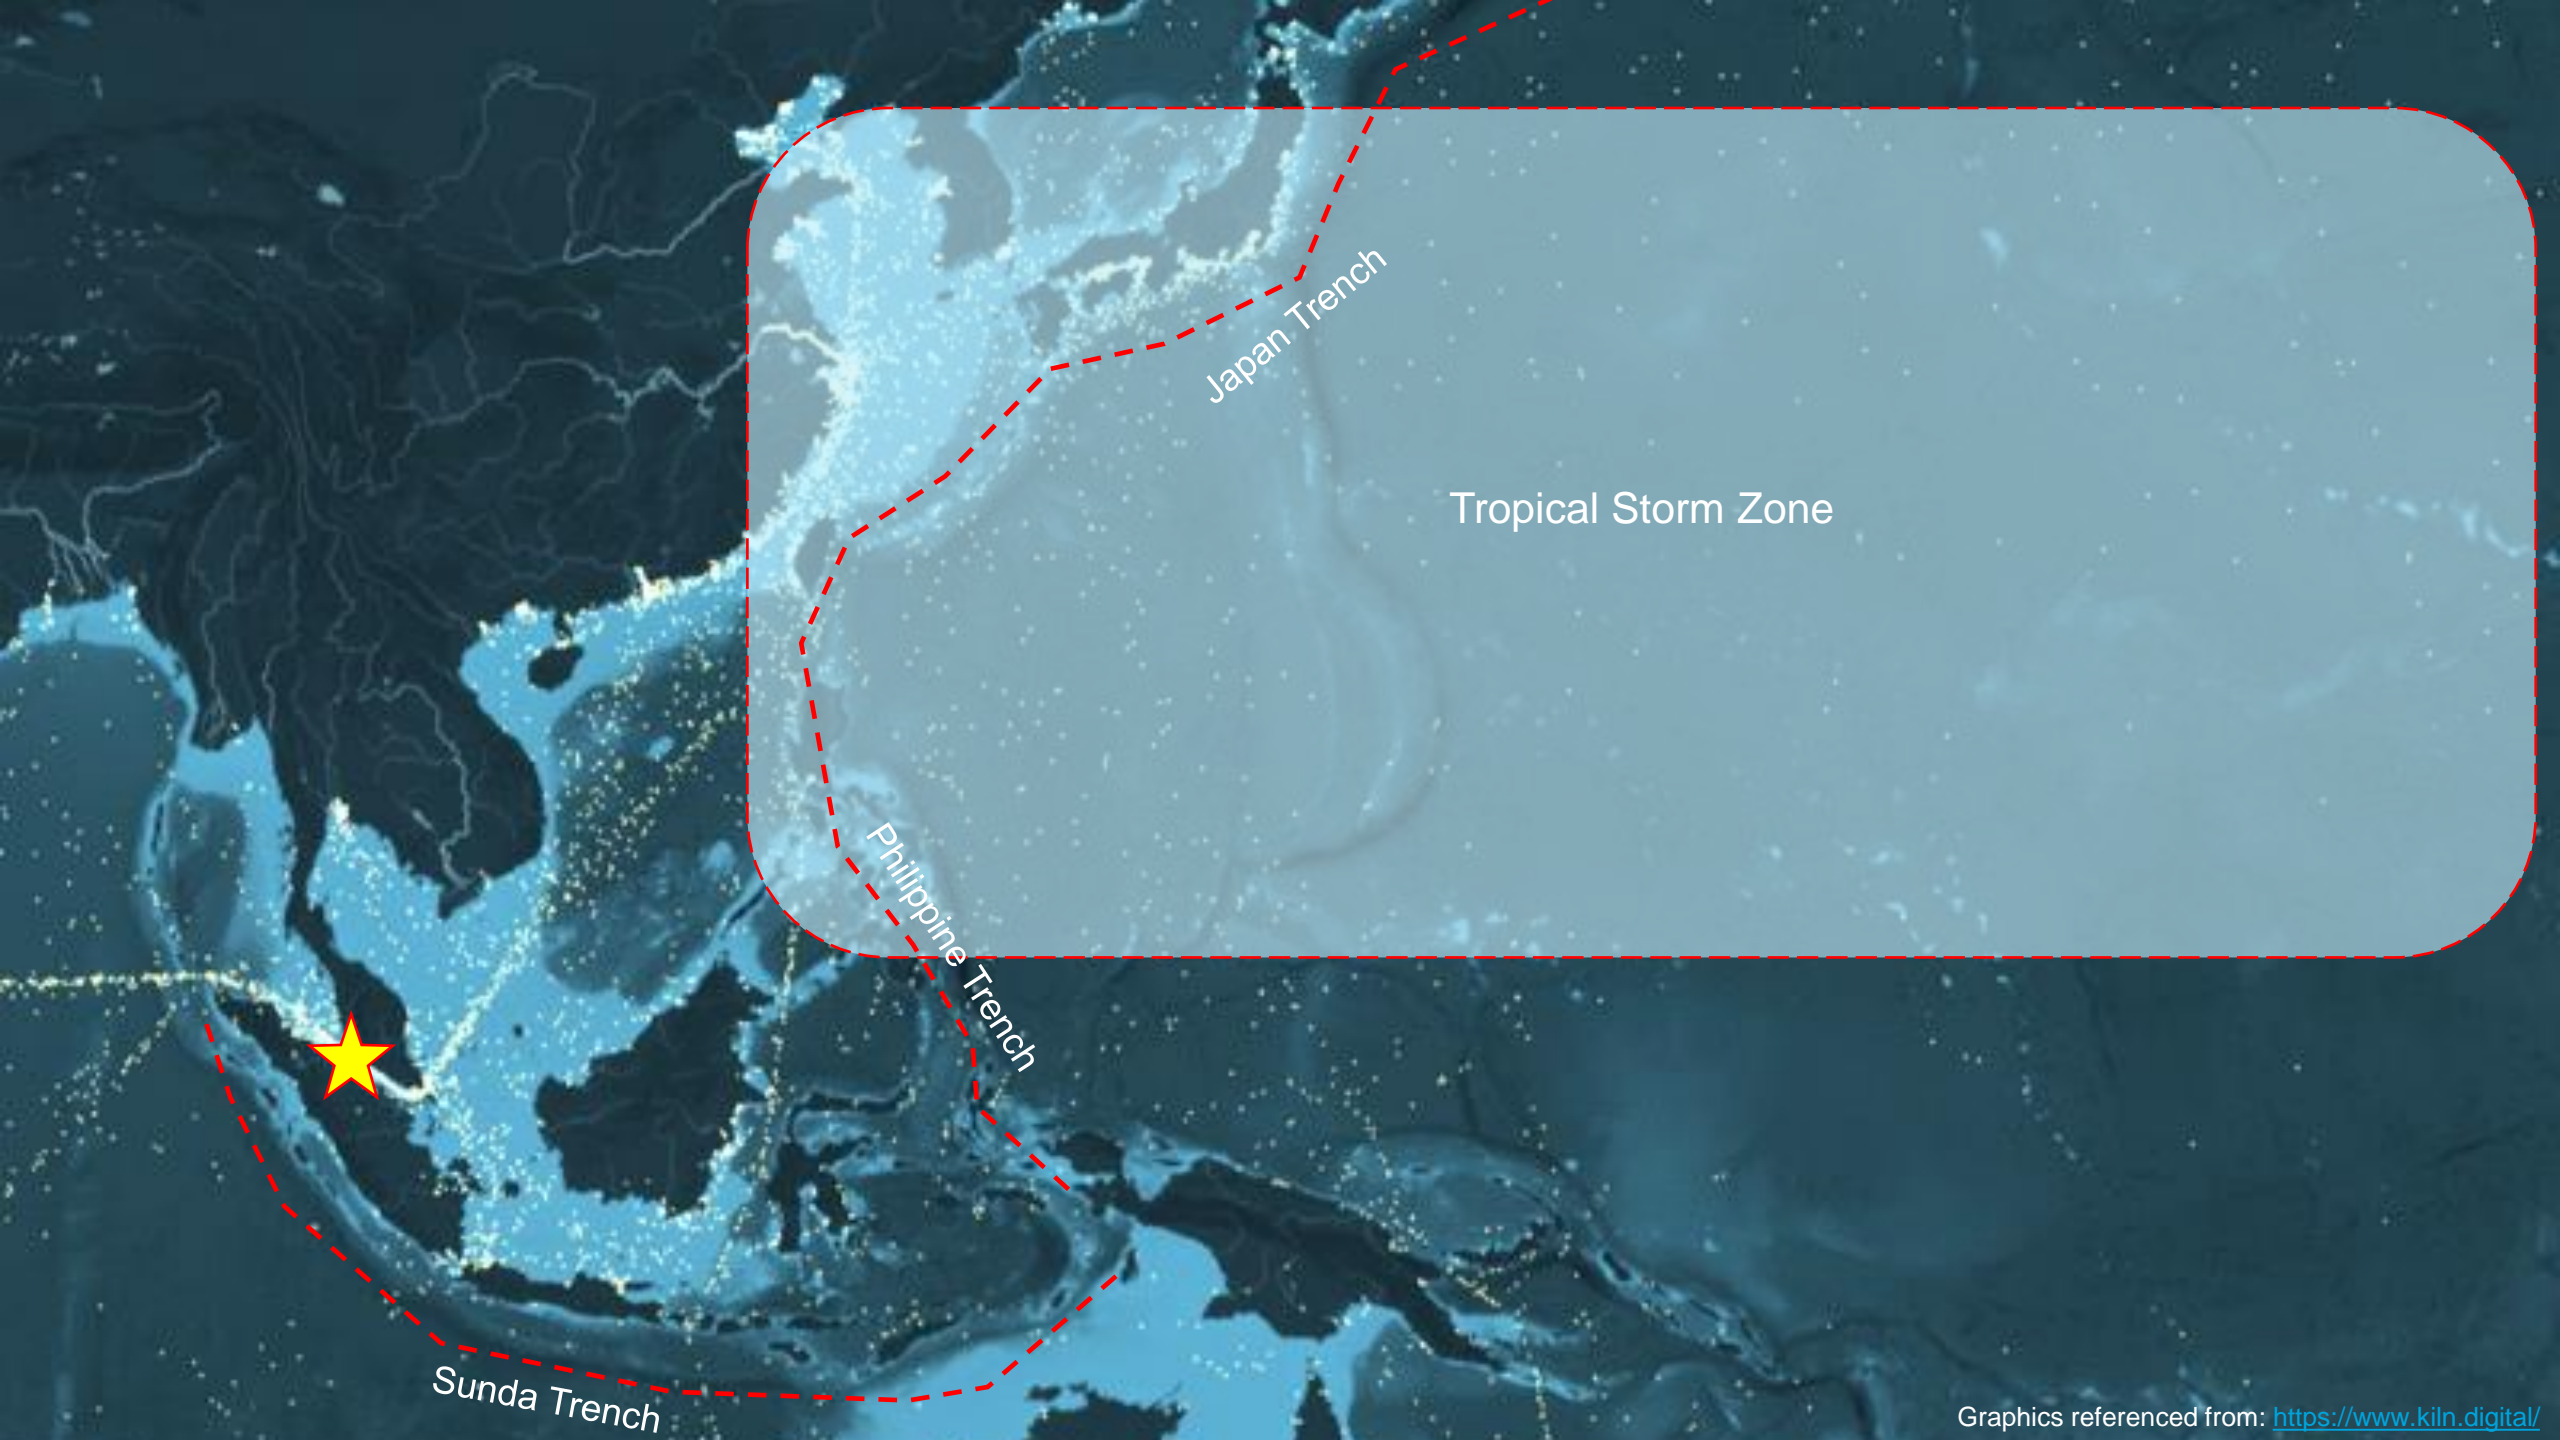 Japan Trench
Tropical Storm Zone
Philippine Trench
Sunda Trench
Graphics referenced from: https://www.kiln.digital/